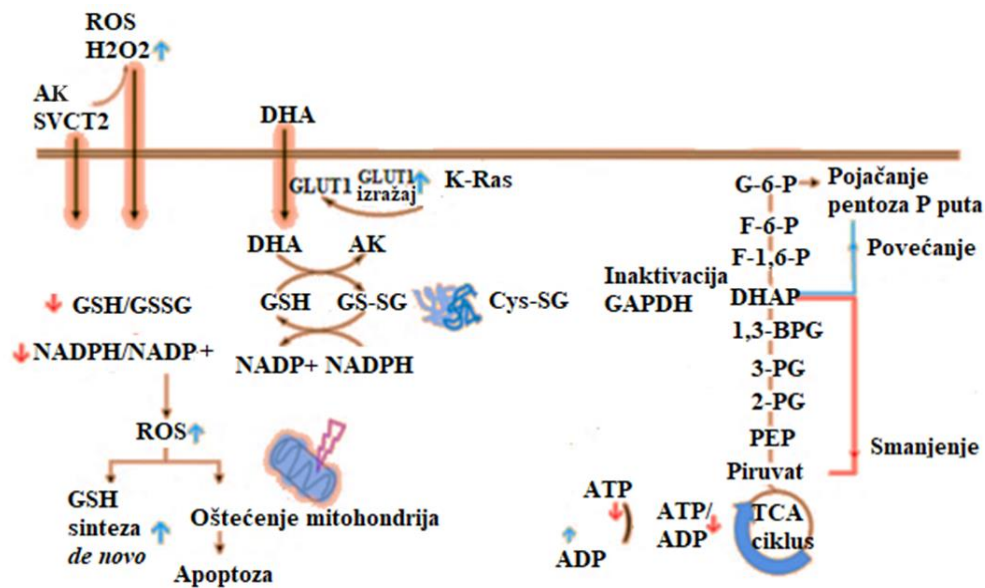 ROS
H2O2
AK
SVCT2
DHA
GLUT1
GLUT1
izražaj
K-Ras
DHA
AK
GSH
GS-SG
Cys-SG
NADP+ NADPH
GSH/GSSG
NADPH/NADP+
ROS
GSH
sinteza
de novo
Oštećenje mitohondrija
Apoptoza
G-6-P
Pojačanje
pentoza P puta
F-6-P
F-1,6-P
Povećanje
Inaktivacija
GAPDH
DHAP
1,3-BPG
3-PG
2-PG
PEP
Piruvat
Smanjenje
ATP
ADP
ATP/
ADP
TCA
ciklus